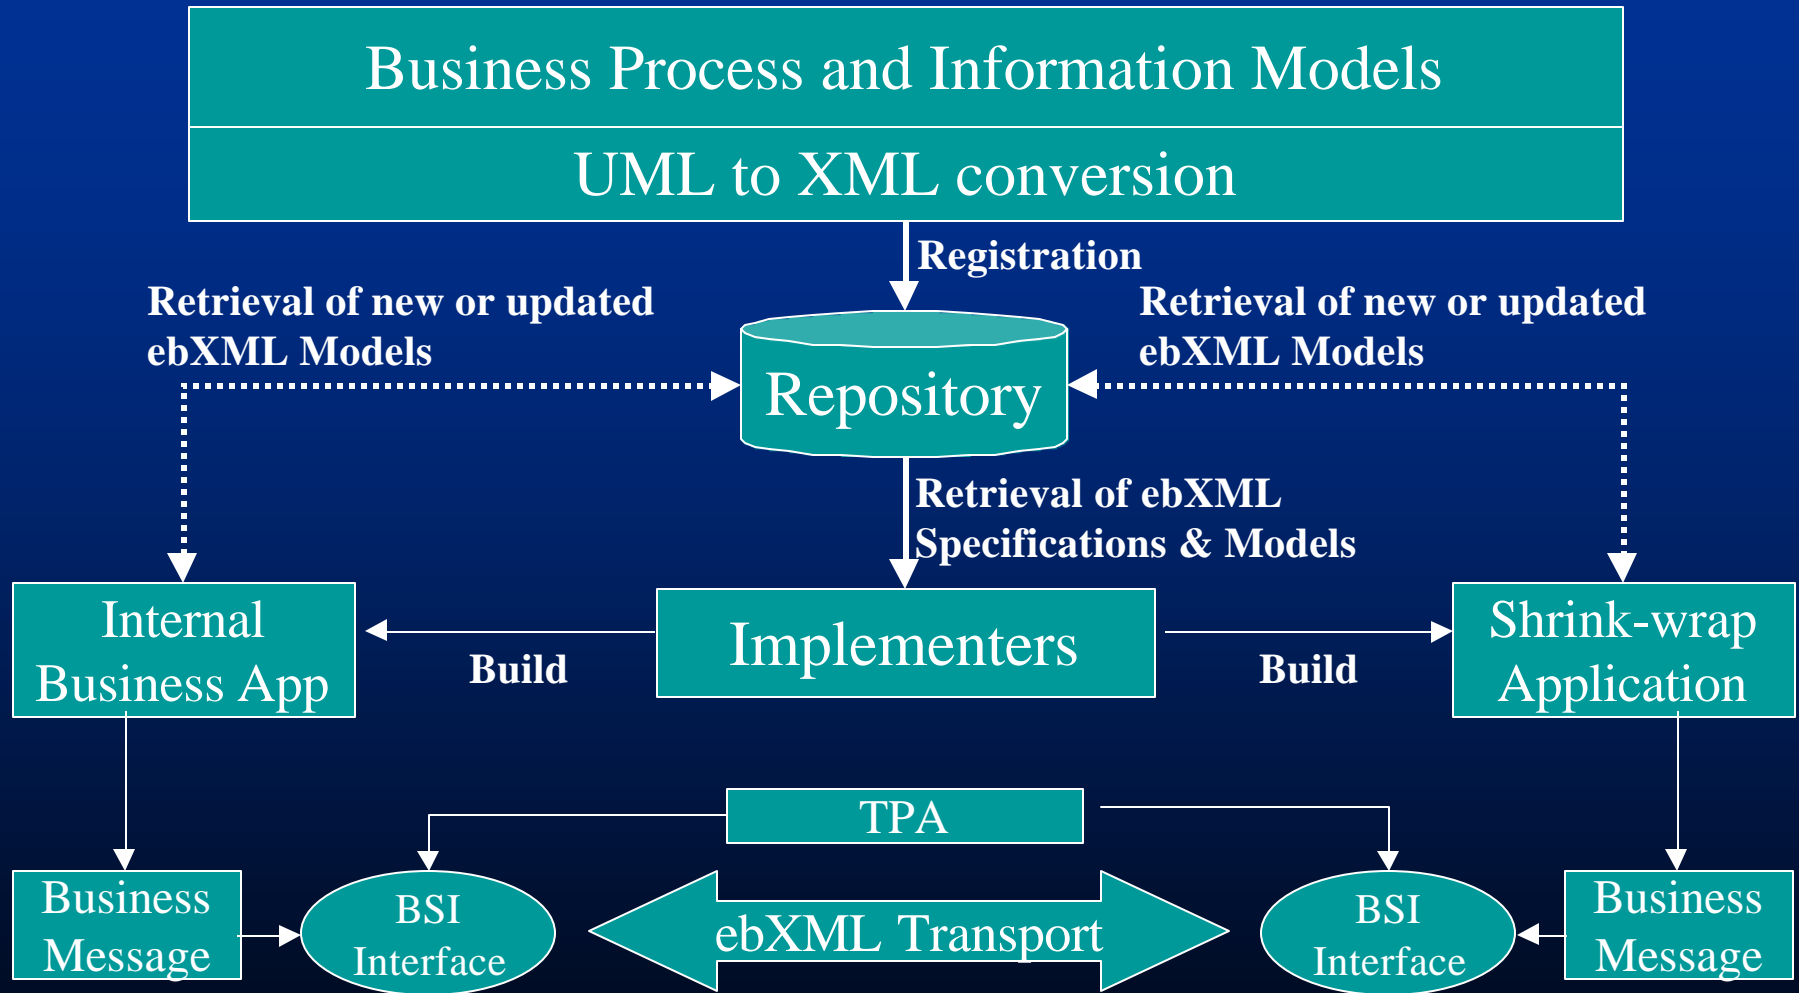 Business Process and Information Models
UML to XML conversion
Registration
Retrieval of new or updated
ebXML Models
Retrieval of new or updated
ebXML Models
Repository
Retrieval of ebXML
Specifications & Models
Internal
Business App
Build
Implementers
Build
Shrink-wrap
Application
TPA
Business
Message
BSI
Interface
ebXML Transport
BSI
Interface
Business
Message